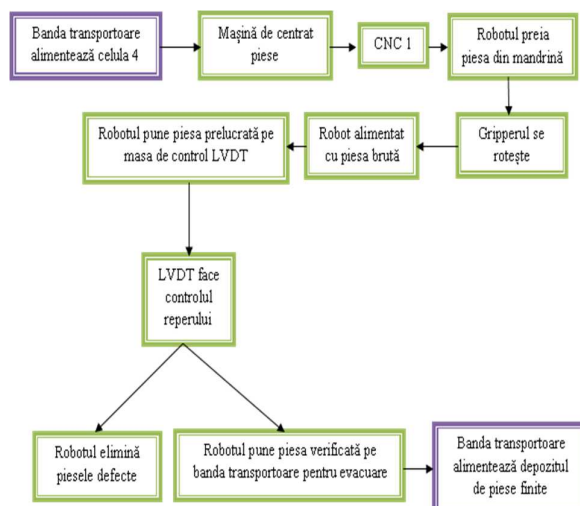 Banda transportoare
alimentează celula 4
Mașină de centrat
piese
CNC 1
Robotul preia
piesa din mandrină
Gripperul se
rotește
Robot alimentat
cu piesa brută
Robotul pune piesa prelucrată pe
masa de control LVDT
LVDT face
controlul
reperului
Robotul elimină
piesele defecte
Robotul pune piesa verificată pe
banda transportoare pentru evacuare
Banda transportoare
alimentează depozitul
de piese finite